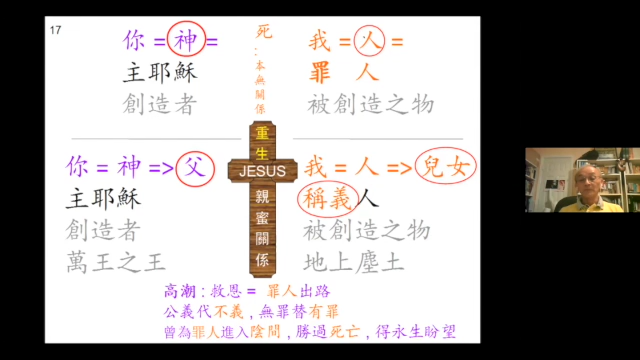 17
你 = 神 =
主耶穌
創造者
死：本無關係
我 = 人 =
罪 人
被創造之物
重生
JESUS
親蜜關係
你 = 神 => 父
主耶穌
創造者
萬王之王
我 = 人 => 兒女
稱義人
被創造之物
地上塵土
高潮 : 救恩 = 罪人出路
公義代不義 , 無罪替有罪
曾為罪人進入陰間 , 勝過死亡 , 得永生盼望